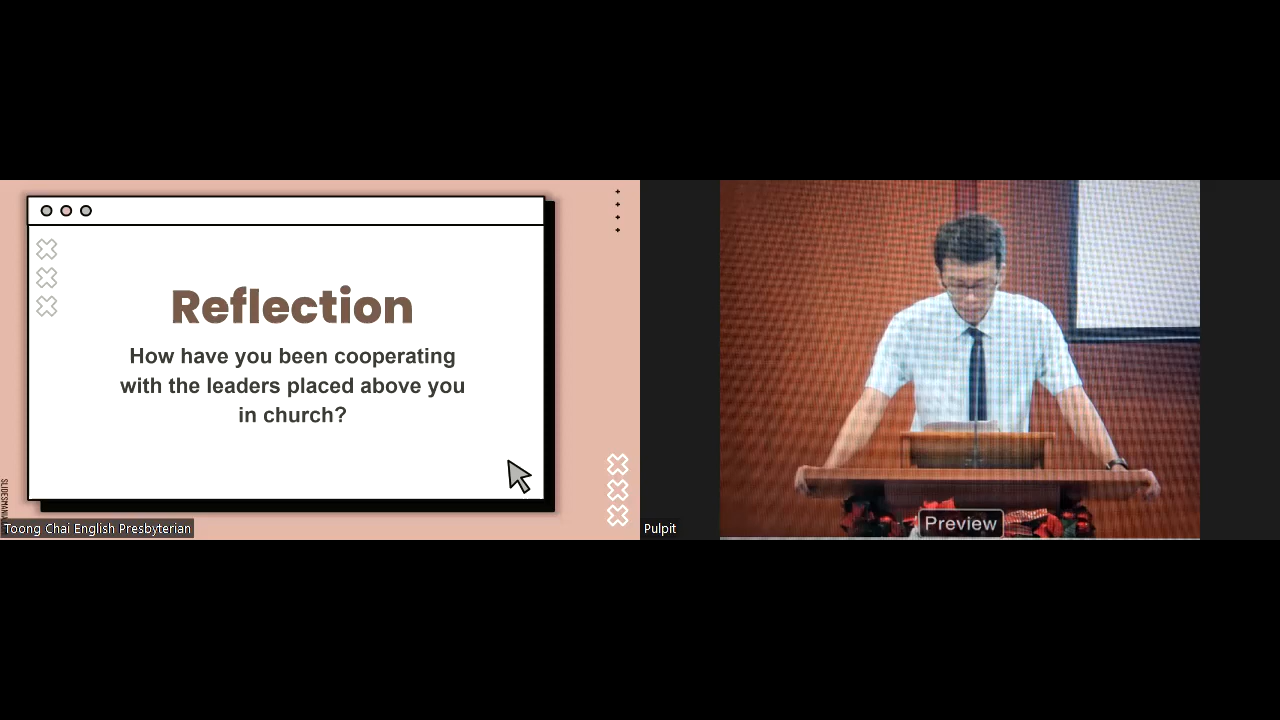 Reflection
How have you been cooperating
with the leaders placed above you
in church?
SLIDESMANIA
Toong Chai English Presbyterian
Pulpit
Preview